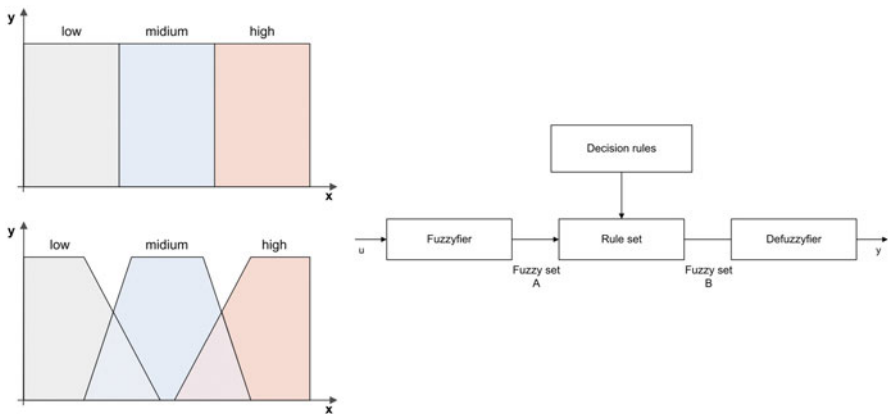 y
low midium high
x
y
low midium high
x
Decision rules
Fuzzyfier
Rule set
Defuzzyfier
u
Fuzzy set
A
Fuzzy set
B
y